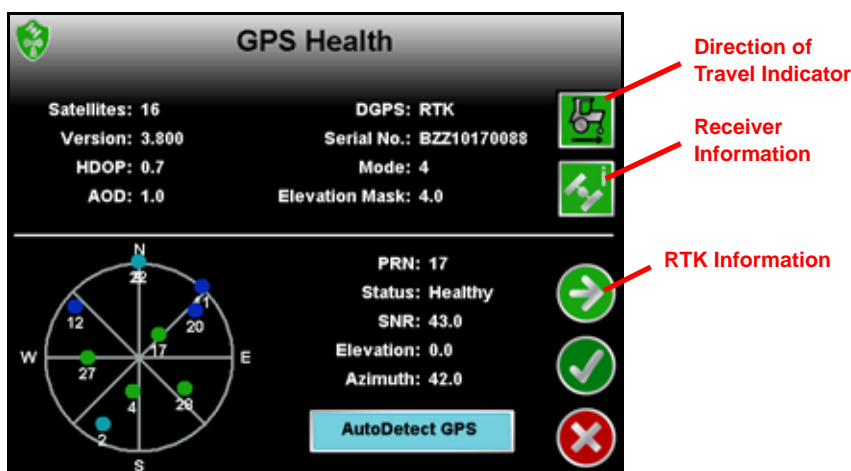 GPS Health
Direction of
Travel Indicator
Satellites: 16
DGPS: RTK
Version: 3.800
Serial No.: BZZ10170088
Receiver
Information
HDOP: 0.7
Mode: 4
AOD: 1.0
Elevation Mask: 4.0
i
N
PRN: 17
RTK Information
Status: Healthy
12
20
SNR: 43.0
17
W
E
Elevation: 0.0
27
Azimuth: 42.0
4
28
AutoDetect GPS
2
S